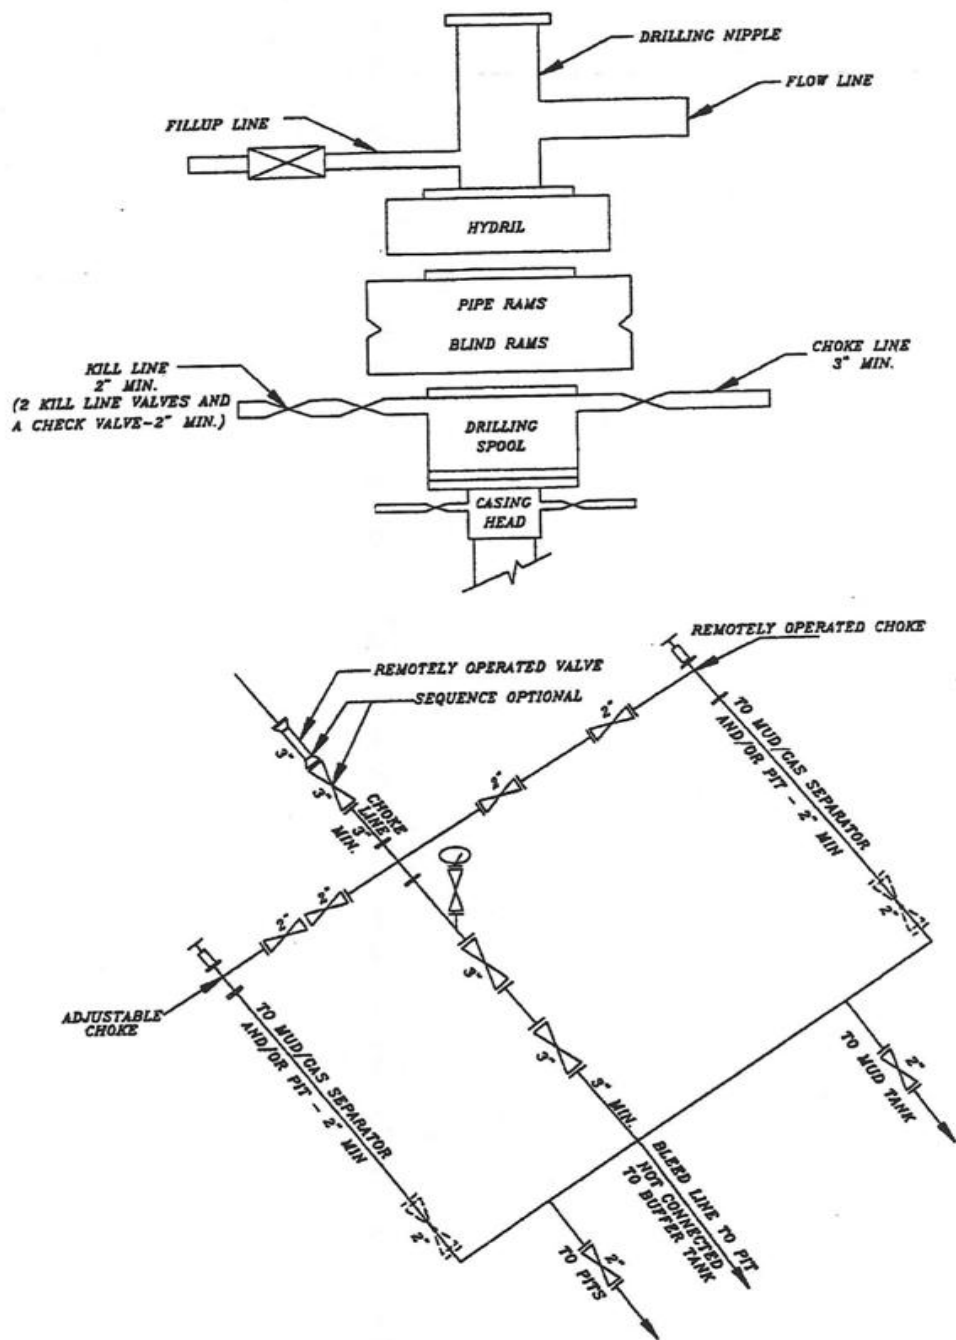 DRILLING NIPPLE
FLOW LINE
FILLUP LINE
HYDRIL
PIPE RAMS
BLIND RAMS
KILL LINE
2" MIN.
(2 KILL LINE VALVES AND
A CHECK VALVE-2" MIN.)
CHOKE LINE
3" MIN.
DRILLING
SPOOL
CASING
HEAD
REMOTELY OPERATED CHOKE
REMOTELY OPERATED VALVE
SEQUENCE OPTIONAL
3"
3"
CHOKE
LINE
3"
MIN.
2"
2"
TO MUD/GAS SEPARATOR
AND/OR PIT - 2" MIN
2"
2"
2"
3"
3"
3" MIN.
ADJUSTABLE
CHOKE
TO MUD/GAS SEPARATOR
AND/OR PIT - 2" MIN
2"
2"
TO MUD TANK
BLEED LINE TO PIT
NOT CONNECTED
TO BUFFER TANK
2"
TO PITS